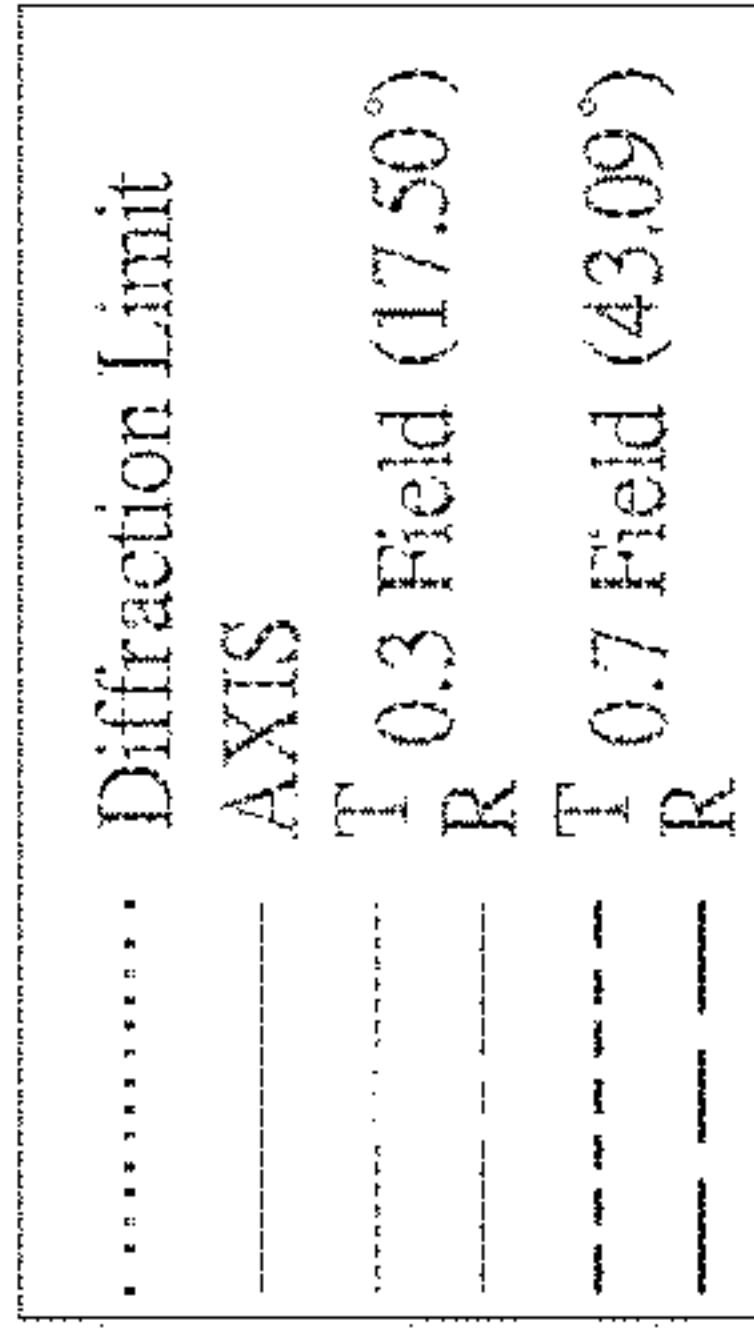 Diffraction Limit
AXIS
T 0.3 Field (17.50°)
R
T 0.7 Field (43.09°)
R